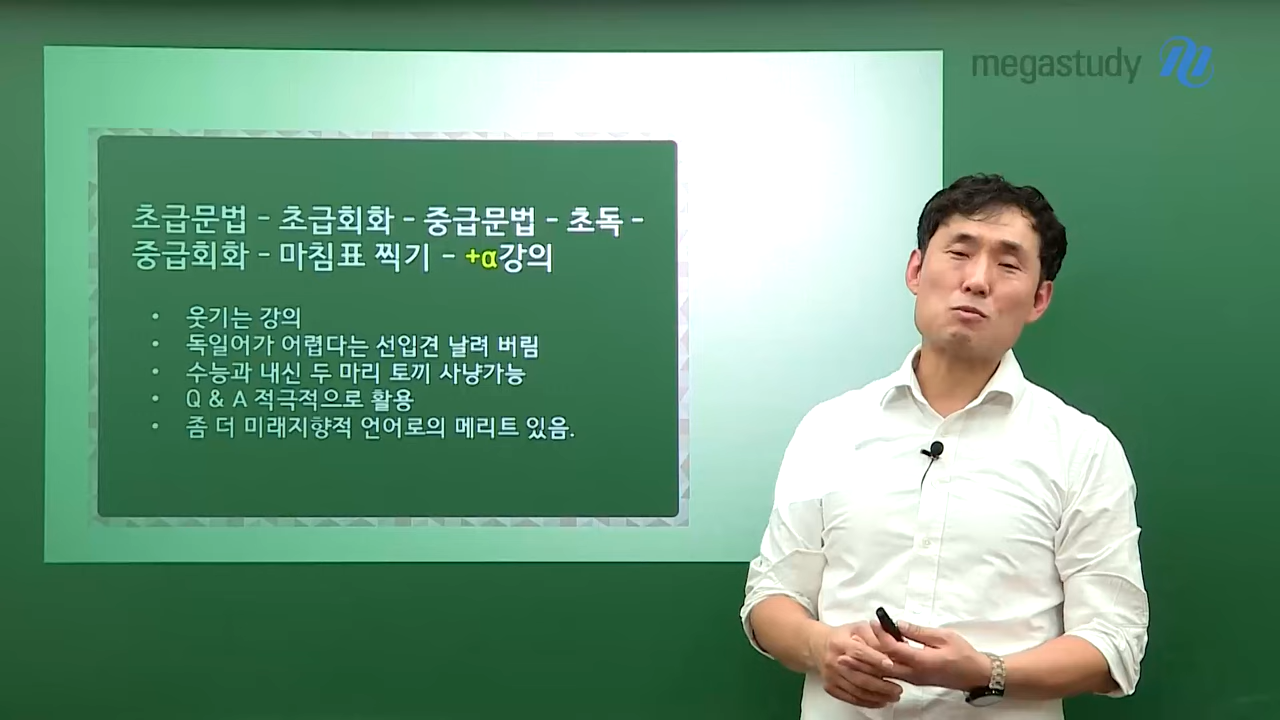 megastudy
초급문법 - 초급회화 - 중급문법 - 초독 -
중급회화 - 마침표 찍기 - +α강의
• 웃기는 강의
• 독일어가 어렵다는 선입견 날려 버림
• 수능과 내신 두 마리 토끼 사냥가능
• Q & A 적극적으로 활용
• 좀 더 미래지향적 언어로의 메리트 있음.